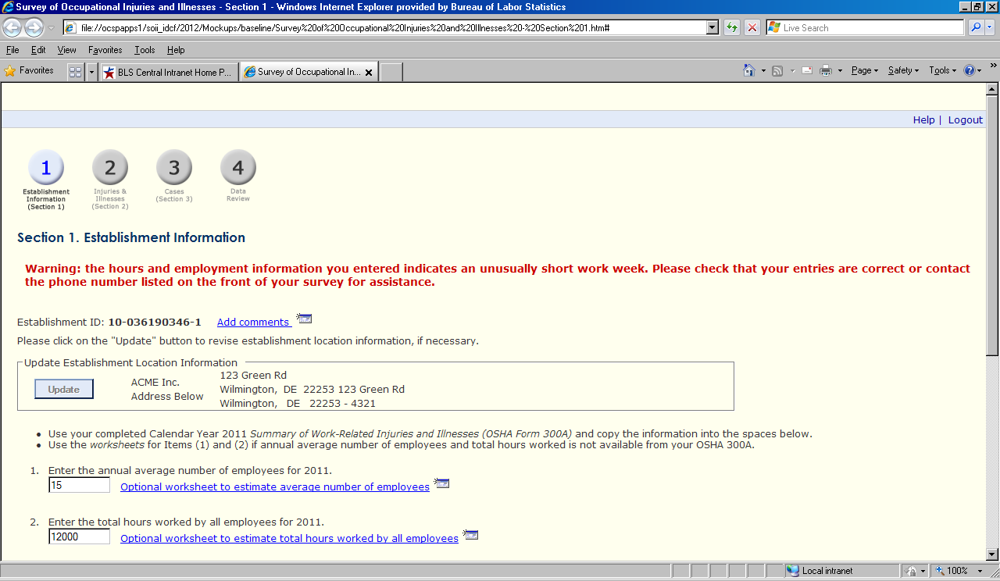 Survey of Occupational Injuries and Illnesses - Section 1 - Windows Internet Explorer provided by Bureau of Labor Statistics
file://ocspapps1/soii_idcf/2012/Mockups/baseline/Survey%20of%20Occupational%20Injuries%20and%20Illnesses%20-%20Section%201.htm#
Live Search
File Edit View Favorites Tools Help
Favorites BLS Central Intranet Home P... Survey of Occupational In... Page Safety Tools
Help | Logout
1 2 3 4
Establishment Information (Section 1)
Injuries & Illnesses (Section 2)
Cases (Section 3)
Data Review
Section 1. Establishment Information
Warning: the hours and employment information you entered indicates an unusually short work week. Please check that your entries are correct or contact
the phone number listed on the front of your survey for assistance.
Establishment ID: 10-036190346-1 Add comments
Please click on the "Update" button to revise establishment location information, if necessary.
Update Establishment Location Information
Update
ACME Inc.
Address Below
123 Green Rd
Wilmington, DE 22253 123 Green Rd
Wilmington, DE 22253 - 4321
• Use your completed Calendar Year 2011 Summary of Work-Related Injuries and Illnesses (OSHA Form 300A) and copy the information into the spaces below.
• Use the worksheets for Items (1) and (2) if annual average number of employees and total hours worked is not available from your OSHA 300A.
1. Enter the annual average number of employees for 2011.
15 Optional worksheet to estimate average number of employees
2. Enter the total hours worked by all employees for 2011.
12000 Optional worksheet to estimate total hours worked by all employees
Local intranet 100%